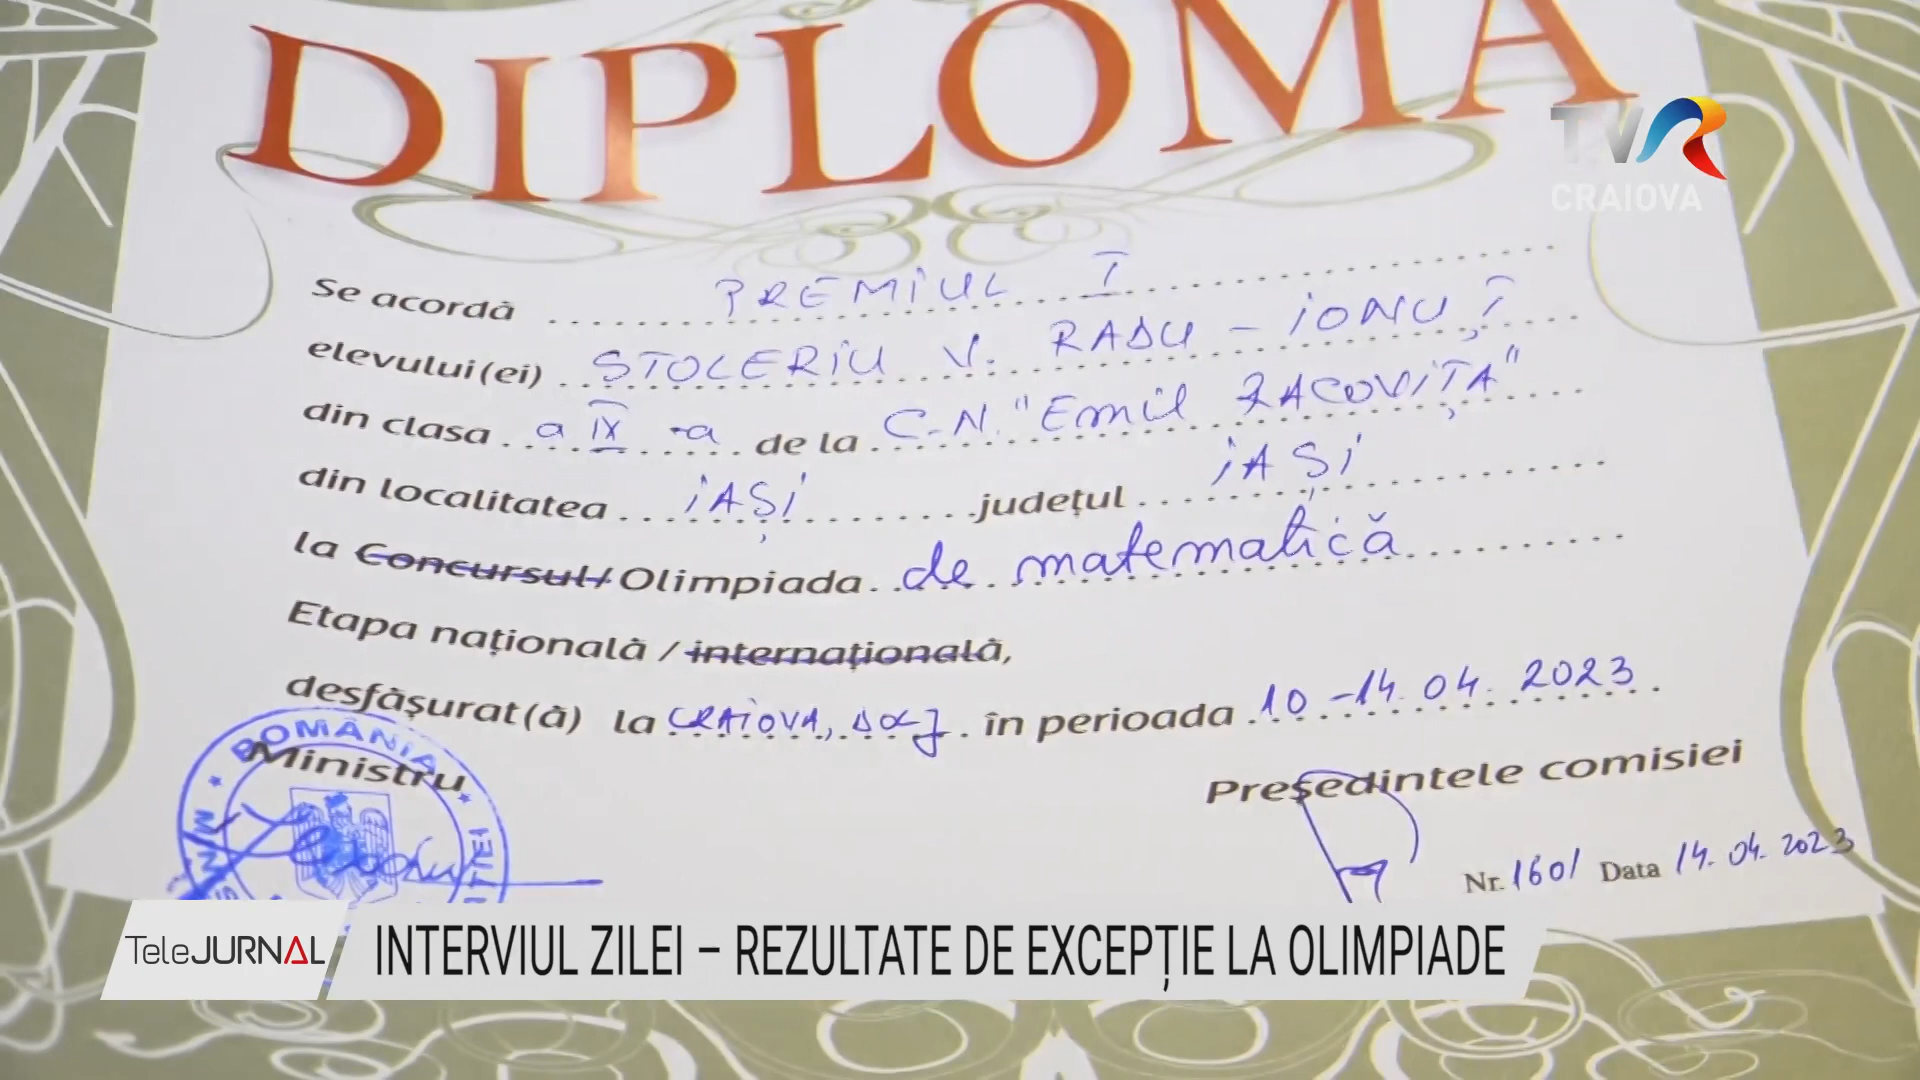 DIPLOMA
TVR
CRAIOVA
Se acordă PREMIUL I
elevului(ei) STOLERIU V. RADU - IONUȚ
din clasa a IX-a de la C.N. "Emil RACOVIȚA"
din localitatea IAȘI județul IAȘI
la Concursul/Olimpiada de matematică
Etapa națională / internațională,
desfășurat(ă) la CRAIOVA, DOLJ în perioada 10-14.04.2023
ROMÂNIA
Ministru
Președintele comisiei
Nr. 1601 Data 14.04.2023
TeleJURNAL INTERVIUL ZILEI – REZULTATE DE EXCEPȚIE LA OLIMPIADE